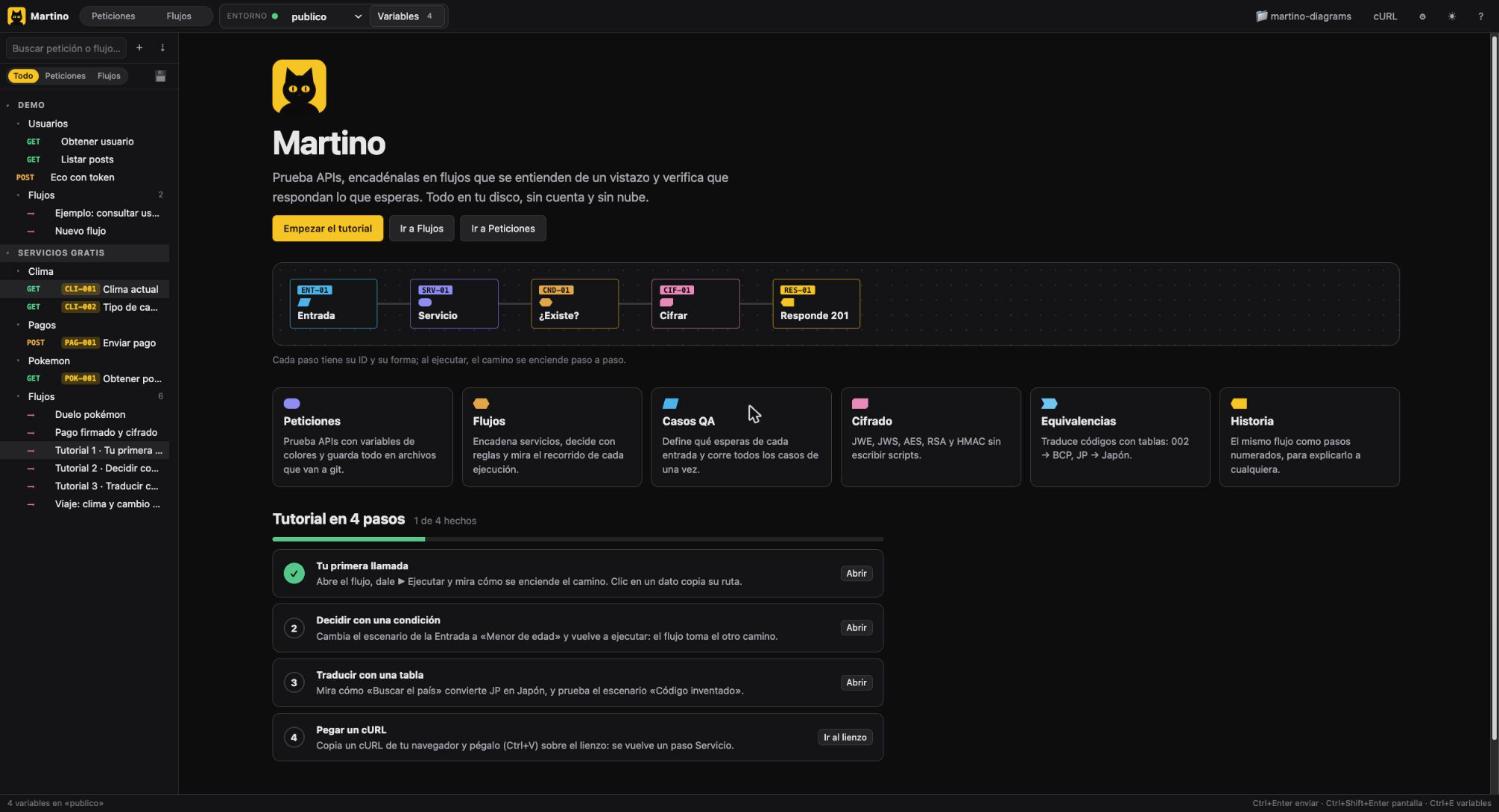 Martino
Peticiones
Flujos
ENTORNO
publico
Variables 4
martino-diagrams
cURL
?
Buscar petición o flujo...
+
↓
Todo
Peticiones
Flujos
DEMO
Usuarios
GET Obtener usuario
GET Listar posts
POST Eco con token
Flujos 2
Ejemplo: consultar us...
Nuevo flujo
SERVICIOS GRATIS
Clima
GET CLI-001 Clima actual
GET CLI-002 Tipo de ca...
Pagos
POST PAG-001 Enviar pago
Pokemon
GET POK-001 Obtener po...
Flujos 6
Duelo pokémon
Pago firmado y cifrado
Tutorial 1 · Tu primera ...
Tutorial 2 · Decidir co...
Tutorial 3 · Traducir c...
Viaje: clima y cambio ...
Martino
Prueba APIs, encadénalas en flujos que se entienden de un vistazo y verifica que
respondan lo que esperas. Todo en tu disco, sin cuenta y sin nube.
Empezar el tutorial
Ir a Flujos
Ir a Peticiones
ENT-01
Entrada
SRV-01
Servicio
CND-01
¿Existe?
CIF-01
Cifrar
RES-01
Responde 201
Cada paso tiene su ID y su forma; al ejecutar, el camino se enciende paso a paso.
Peticiones
Prueba APIs con variables de
colores y guarda todo en archivos
que van a git.
Flujos
Encadena servicios, decide con
reglas y mira el recorrido de cada
ejecución.
Casos QA
Define qué esperas de cada
entrada y corre todos los casos de
una vez.
Cifrado
JWE, JWS, AES, RSA y HMAC sin
escribir scripts.
Equivalencias
Traduce códigos con tablas: 002
→ BCP, JP → Japón.
Historia
El mismo flujo como pasos
numerados, para explicarlo a
cualquiera.
Tutorial en 4 pasos 1 de 4 hechos
Tu primera llamada
Abre el flujo, dale ▶ Ejecutar y mira cómo se enciende el camino. Clic en un dato copia su ruta.
Abrir
2
Decidir con una condición
Cambia el escenario de la Entrada a «Menor de edad» y vuelve a ejecutar: el flujo toma el otro camino.
Abrir
3
Traducir con una tabla
Mira cómo «Buscar el país» convierte JP en Japón, y prueba el escenario «Código inventado».
Abrir
4
Pegar un cURL
Copia un cURL de tu navegador y pégalo (Ctrl+V) sobre el lienzo: se vuelve un paso Servicio.
Ir al lienzo
4 variables en «publico»
Ctrl+Enter enviar · Ctrl+Shift+Enter pantalla · Ctrl+E variables